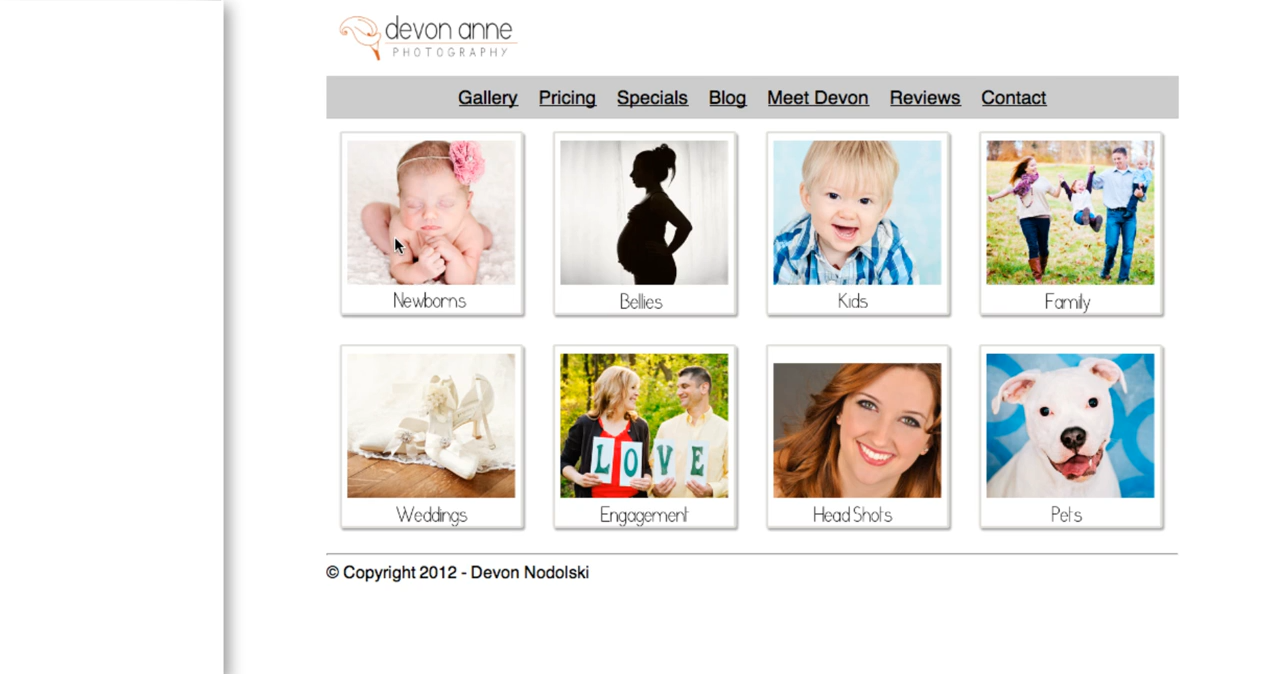 devon anne
PHOTOGRAPHY
Gallery Pricing Specials Blog Meet Devon Reviews Contact
Newborns Bellies Kids Family
LOVE
Weddings Engagement Head Shots Pets
© Copyright 2012 - Devon Nodolski